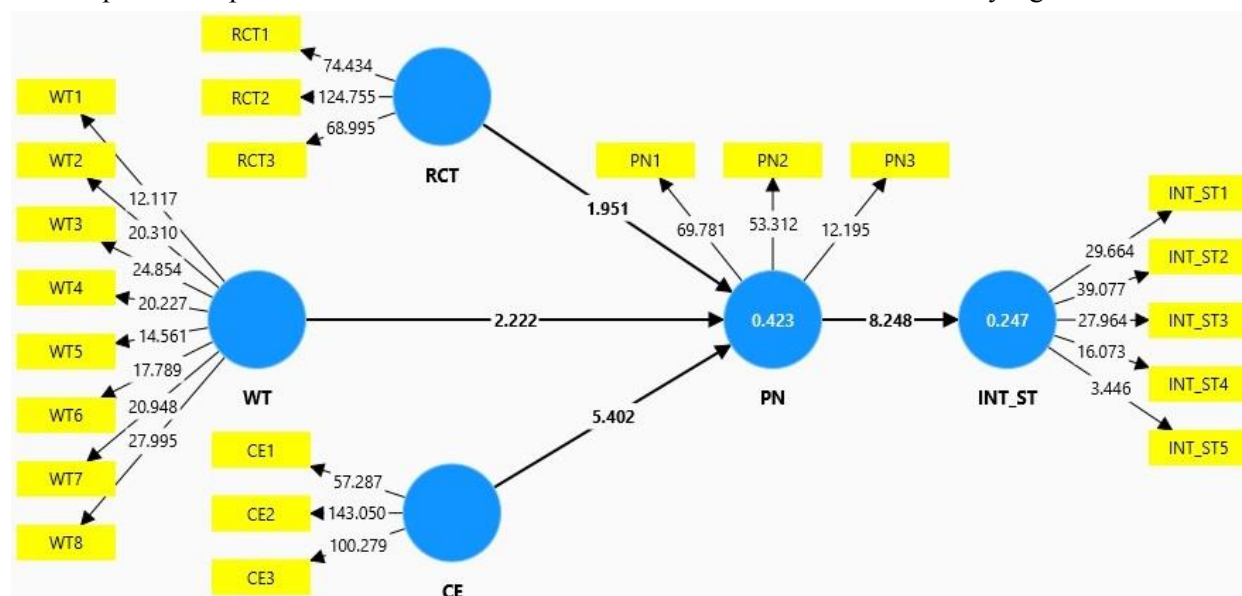 RCT1
RCT2
RCT3
74.434
124.755
68.995
RCT
WT1
WT2
WT3
WT4
WT5
WT6
WT7
WT8
12.117
20.310
24.854
20.227
14.561
17.789
20.948
27.995
WT
CE1
CE2
CE3
57.287
143.050
100.279
CE
1.951
2.222
5.402
PN1
PN2
PN3
69.781
53.312
12.195
0.423
PN
8.248
0.247
INT_ST
29.664
39.077
27.964
16.073
3.446
INT_ST1
INT_ST2
INT_ST3
INT_ST4
INT_ST5